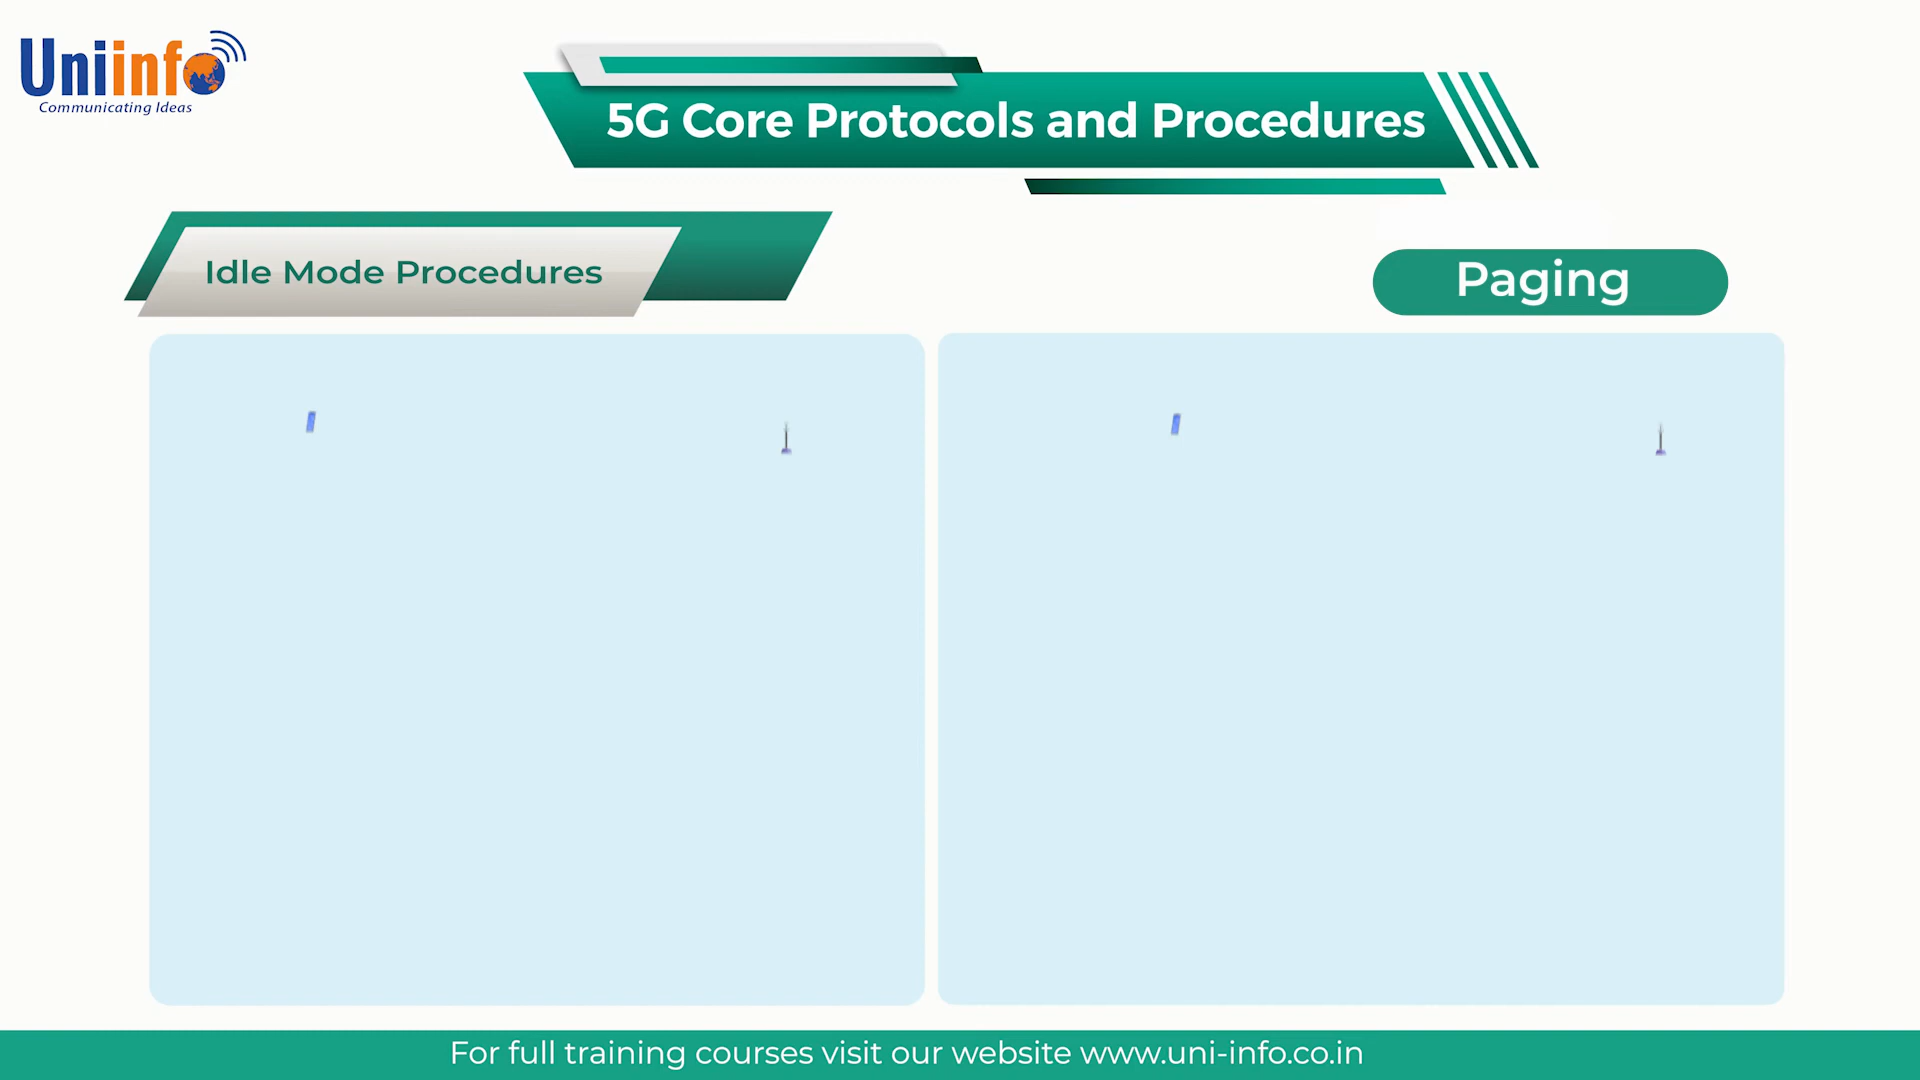 Uniinfo
Communicating Ideas
5G Core Protocols and Procedures
Idle Mode Procedures
Paging
For full training courses visit our website www.uni-info.co.in